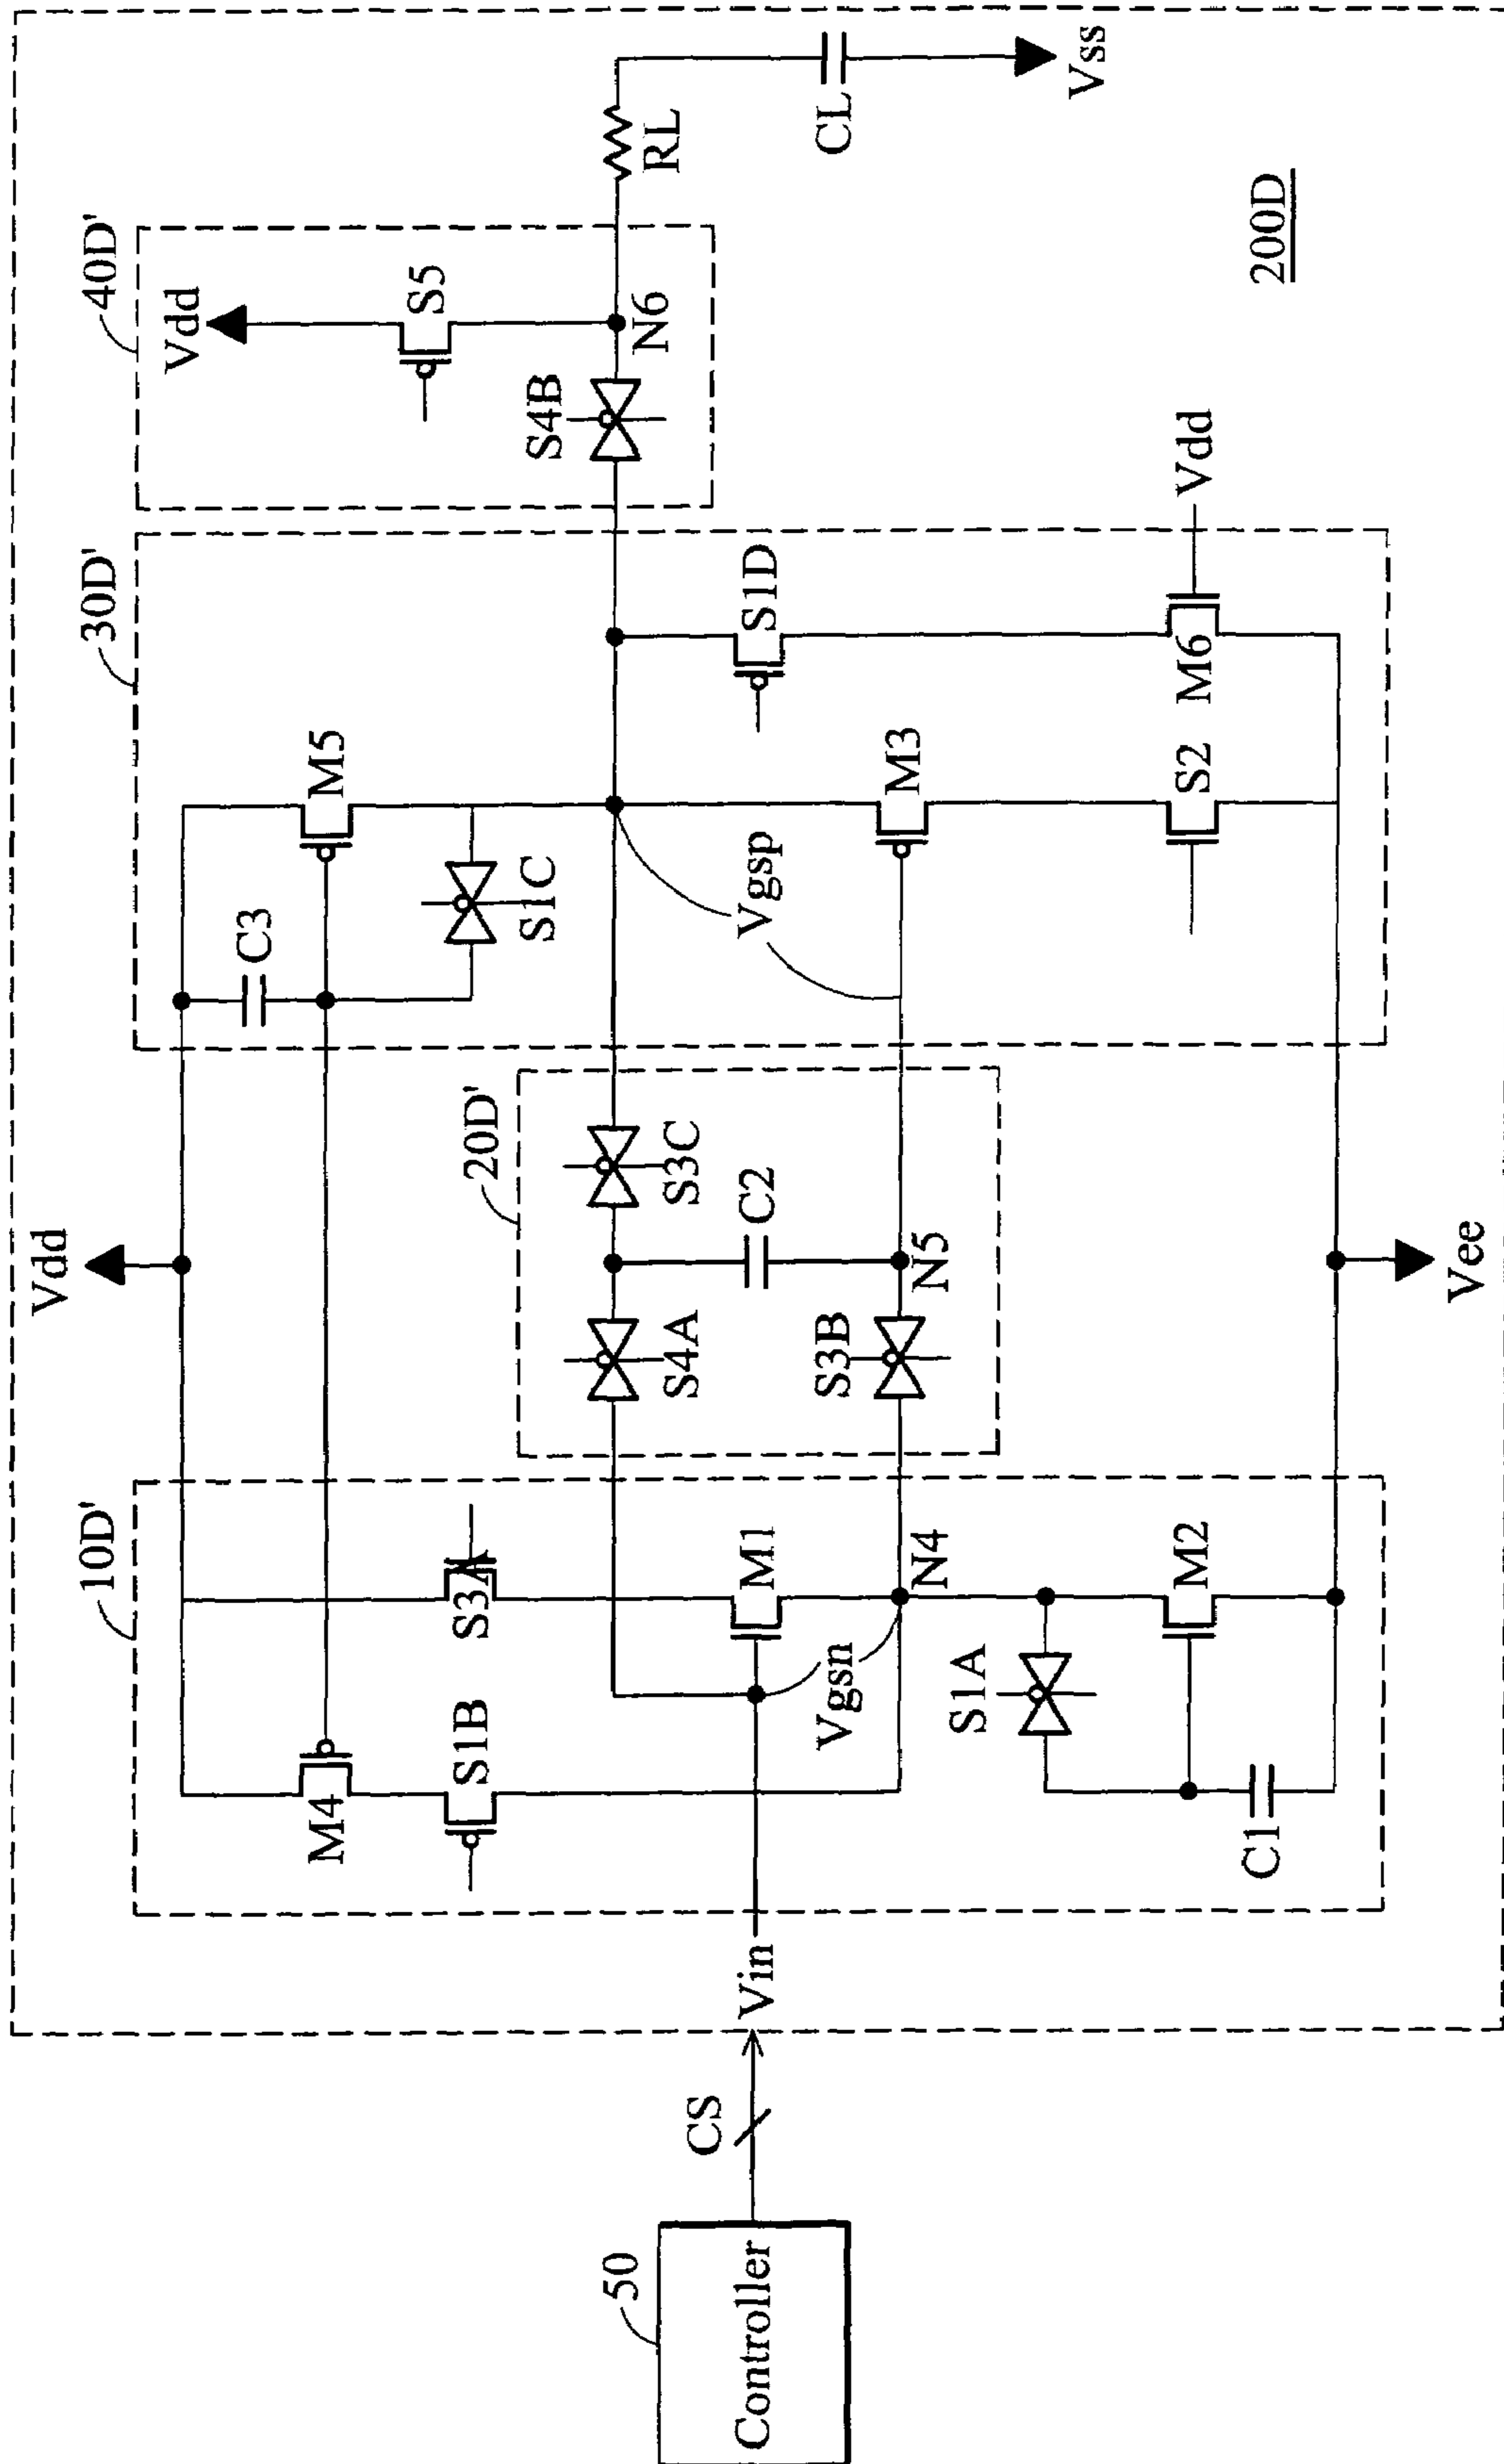 50
Controller
CS
Vin
Vdd
10D'
M4
S1B
S3A
M1
Vgsn
N4
S1A
M2
C1
20D'
S4A
S3C
C2
S3B
N5
Vee
30D'
C3
M5
S1C
Vgsp
M3
S2
S1D
M6
Vdd
40D'
Vdd
S5
S4B
N6
RL
CL
Vss
200D